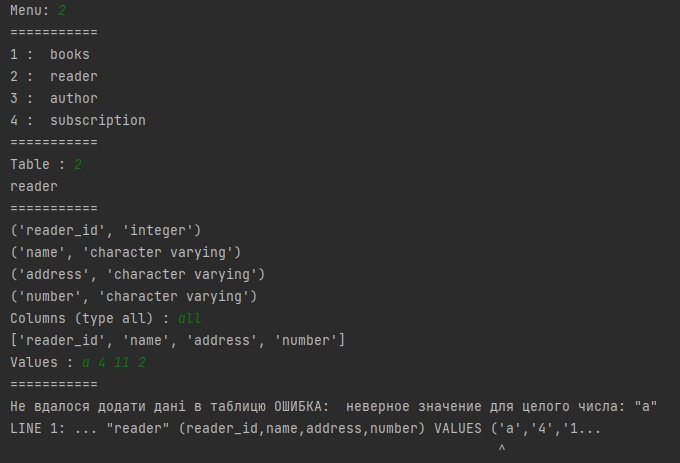 Menu: 2
===========
1 :  books
2 :  reader
3 :  author
4 :  subscription
===========
Table : 2
reader
===========
('reader_id', 'integer')
('name', 'character varying')
('address', 'character varying')
('number', 'character varying')
Columns (type all) : all
['reader_id', 'name', 'address', 'number']
Values : a 4 11 2
===========
Не вдалося додати дані в таблицю ОШИБКА:  неверное значение для целого числа: "a"
LINE 1: ... "reader" (reader_id,name,address,number) VALUES ('a','4','1...
^